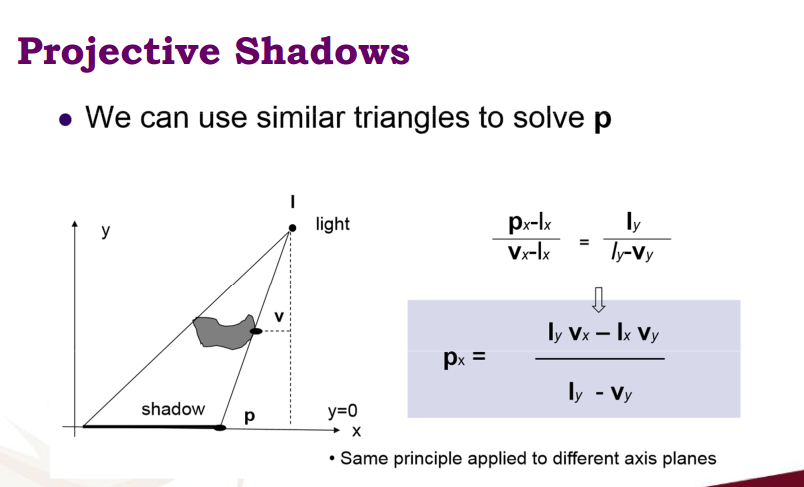 Projective Shadows
• We can use similar triangles to solve p
l
light
y
v
shadow
p
y=0
x
px-lx
vx-lx
=
ly
ly-vy
⇩
px =
ly vx – lx vy
ly - vy
• Same principle applied to different axis planes